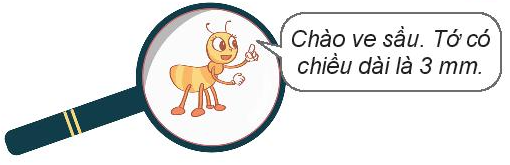 Chào ve sầu. Tớ có
chiều dài là 3 mm.